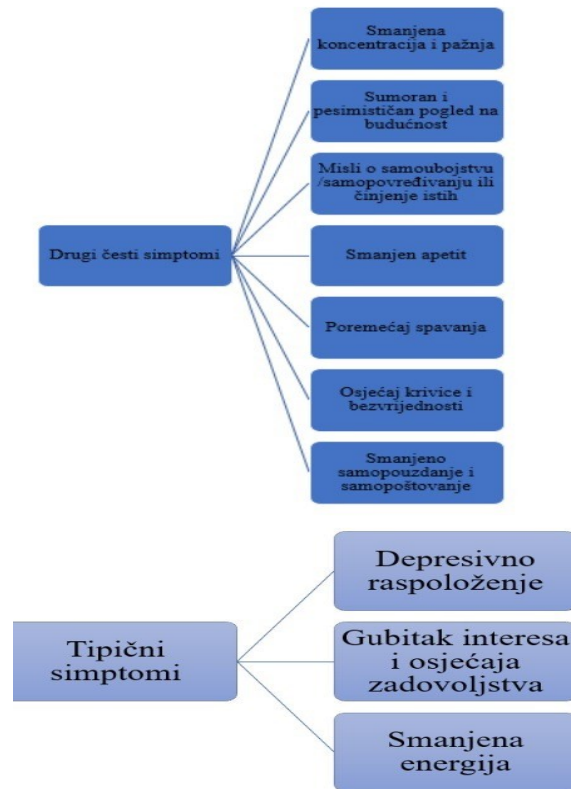 Smanjena
koncentracija i pažnja
Sumoran i
pesimističan pogled na
budućnost
Misli o samoubojstvu
/samopovređivanju ili
činjenje istih
Drugi česti simptomi
Smanjen apetit
Poremećaj spavanja
Osjećaj krivice i
bezvrijednosti
Smanjeno
samopouzdanje i
samopoštovanje
Depresivno
raspoloženje
Tipični
simptomi
Gubitak interesa
i osjećaja
zadovoljstva
Smanjena
energija